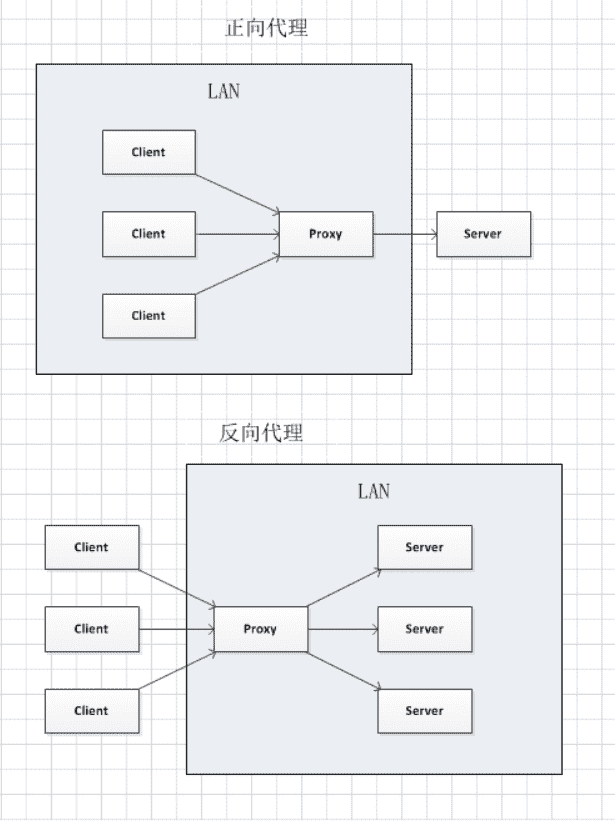 正向代理
LAN
Client
Client
Proxy
Server
Client
反向代理
LAN
Client
Server
Client
Proxy
Server
Client
Server